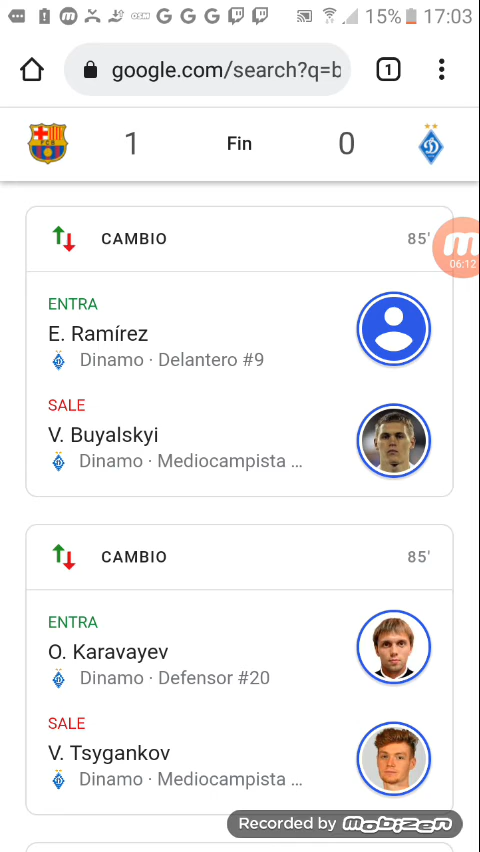 OSM
15% 17:03
google.com/search?q=b
1
1 Fin 0
CAMBIO 85'
06:12
ENTRA
E. Ramírez
Dinamo · Delantero #9
SALE
V. Buyalskyi
Dinamo · Mediocampista ...
CAMBIO 85'
ENTRA
O. Karavayev
Dinamo · Defensor #20
SALE
V. Tsygankov
Dinamo · Mediocampista ...
Recorded by mobizen